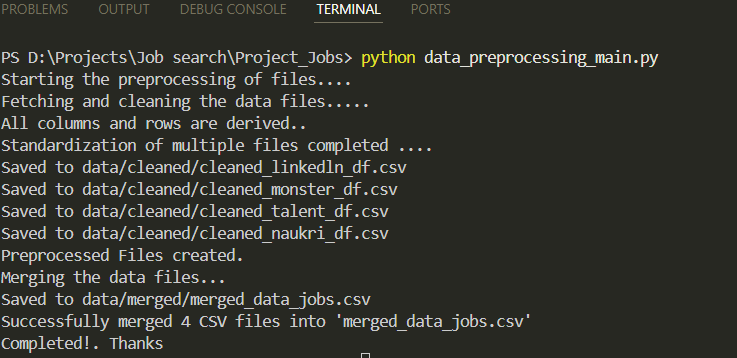 PROBLEMS OUTPUT DEBUG CONSOLE TERMINAL PORTS
PS D:\Projects\Job search\Project_Jobs> python data_preprocessing_main.py
Starting the preprocessing of files....
Fetching and cleaning the data files.....
All columns and rows are derived..
Standardization of multiple files completed ....
Saved to data/cleaned/cleaned_linkedln_df.csv
Saved to data/cleaned/cleaned_monster_df.csv
Saved to data/cleaned/cleaned_talent_df.csv
Saved to data/cleaned/cleaned_naukri_df.csv
Preprocessed Files created.
Merging the data files...
Saved to data/merged/merged_data_jobs.csv
Successfully merged 4 CSV files into 'merged_data_jobs.csv'
Completed!. Thanks